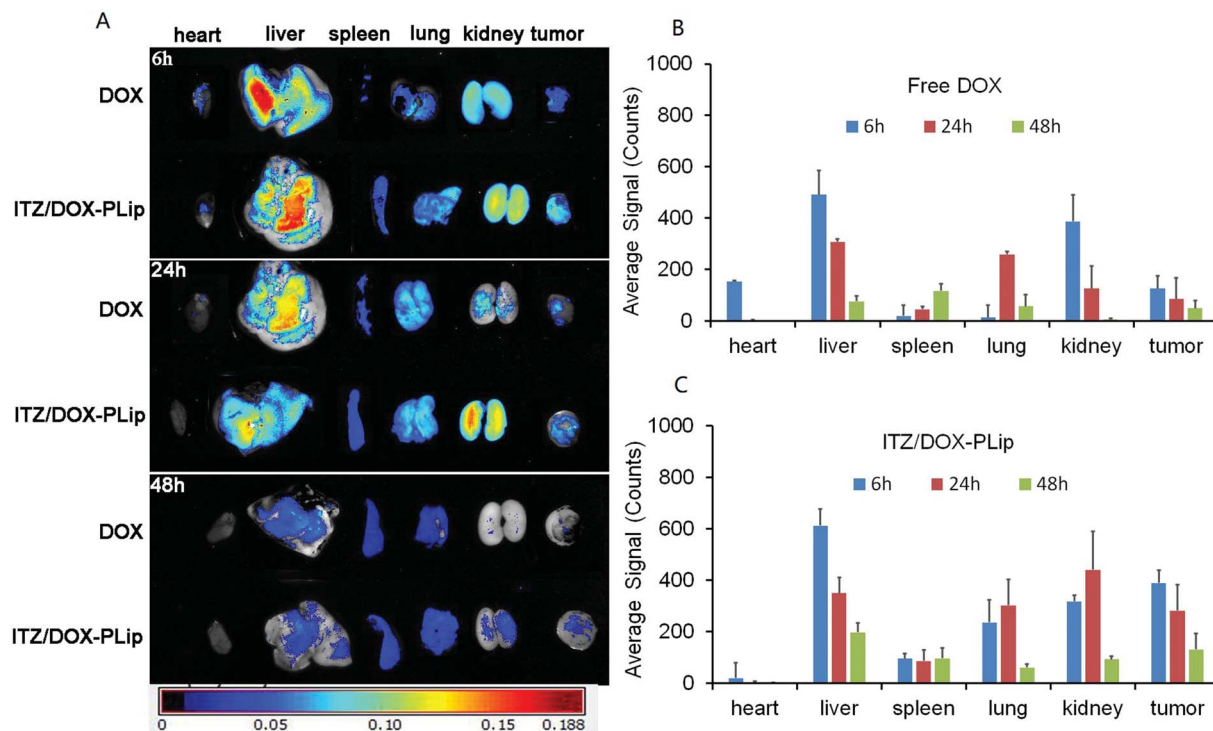 A
heart liver spleen lung kidney tumor
6h
DOX
ITZ/DOX-PLip
24h
DOX
ITZ/DOX-PLip
48h
DOX
ITZ/DOX-PLip
0 0.05 0.10 0.15 0.188
B
Free DOX
6h 24h 48h
Average Signal (Counts)
1000
800
600
400
200
0
heart liver spleen lung kidney tumor
C
ITZ/DOX-PLip
6h 24h 48h
Average Signal (Counts)
1000
800
600
400
200
0
heart liver spleen lung kidney tumor